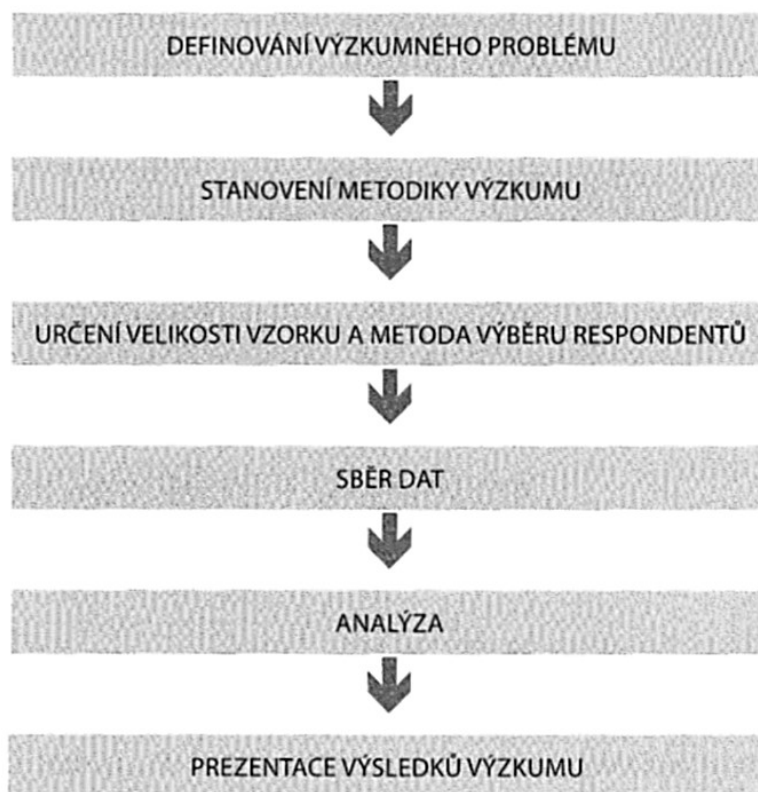 DEFINOVÁNÍ VÝZKUMNÉHO PROBLÉMU
STANOVENÍ METODIKY VÝZKUMU
URČENÍ VELIKOSTI VZORKU A METODA VÝBĚRU RESPONDENTŮ
SBĚR DAT
ANALÝZA
PREZENTACE VÝSLEDKŮ VÝZKUMU